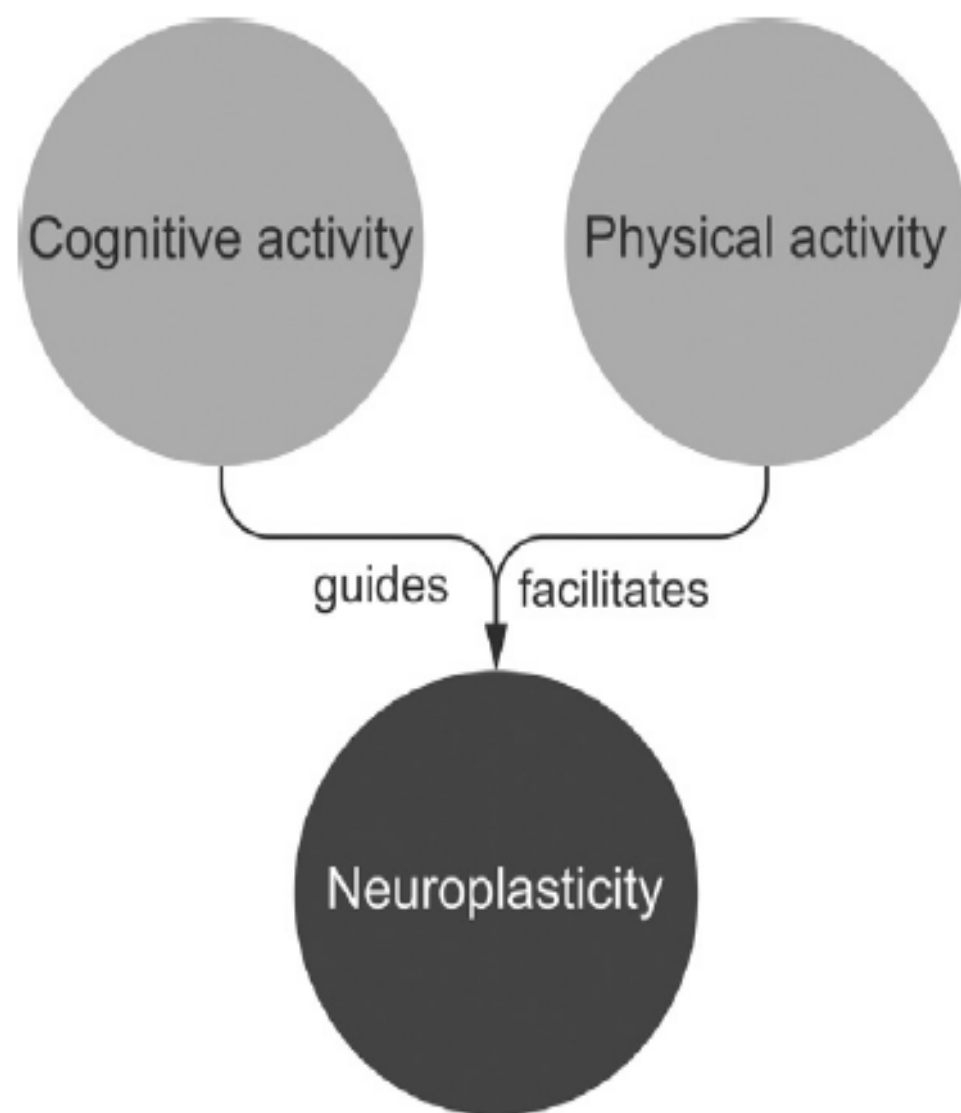 Cognitive activity
Physical activity
guides
facilitates
Neuroplasticity